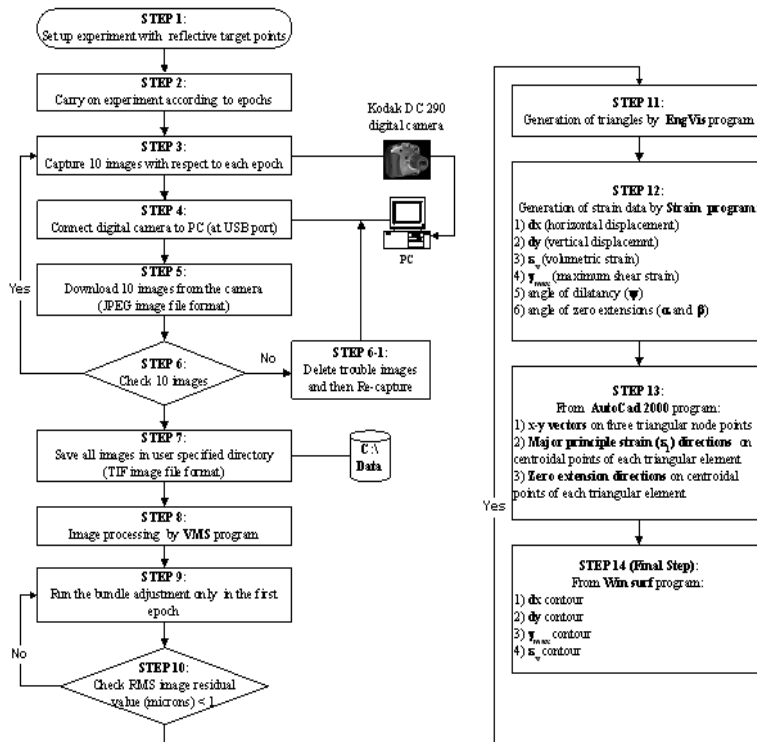 STEP 1:
Set up experiment with reflective target points
STEP 2:
Carry on experiment according to epochs
Kodak DC 290
digital camera
STEP 3:
Capture 10 images with respect to each epoch
STEP 4:
Connect digital camera to PC (at USB port)
PC
Yes
STEP 5:
Download 10 images from the camera
(JPEG image file format)
STEP 6:
Check 10 images
No
STEP 6-1:
Delete trouble images
and then Re-capture
STEP 7:
Save all images in user specified directory
(TIF image file format)
C:\
Data
STEP 8:
Image processing by VMS program
STEP 9:
Run the bundle adjustment only in the first
epoch
No
STEP 10:
Check RMS image residual
value (microns) < 1
Yes
STEP 11:
Generation of triangles by EngVis program
STEP 12:
Generation of strain data by Strain program:
1) dx (horizontal displacement)
2) dy (vertical displacemnt)
3) εv (volumetric strain)
4) γmax (maximum shear strain)
5) angle of dilatancy (ψ)
6) angle of zero extensions (α and β)
STEP 13:
From AutoCad 2000 program:
1) x-y vectors on three triangular node points
2) Major principle strain (ε1) directions on
centroidal points of each triangular element
3) Zero extension directions on centroidal
points of each triangular element
STEP 14 (Final Step):
From Win surf program:
1) dx contour
2) dy contour
3) γmax contour
4) εv contour